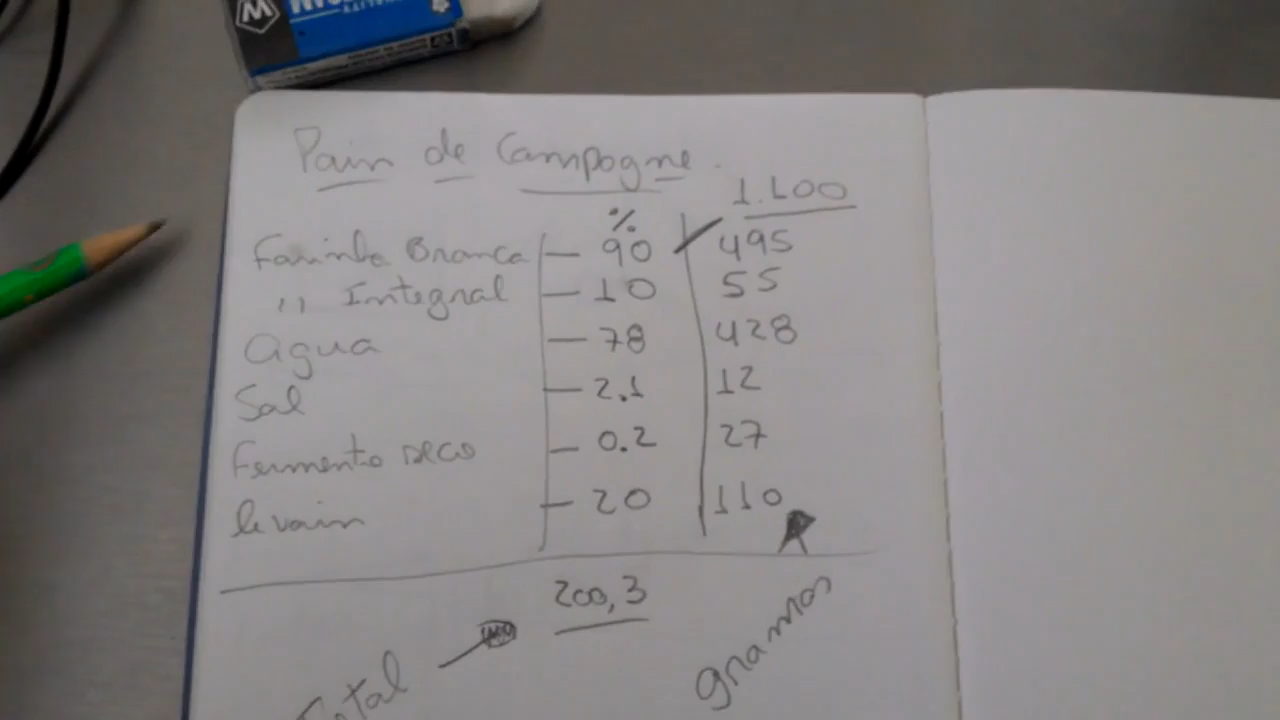 Pain de Campogne.
% 1.100
Farinha Branca — 90 495
,, Integral — 10 55
Agua — 78 428
Sal — 2.1 12
Fermento seco — 0.2 27
levain — 20 110
200,3
Total
gramas